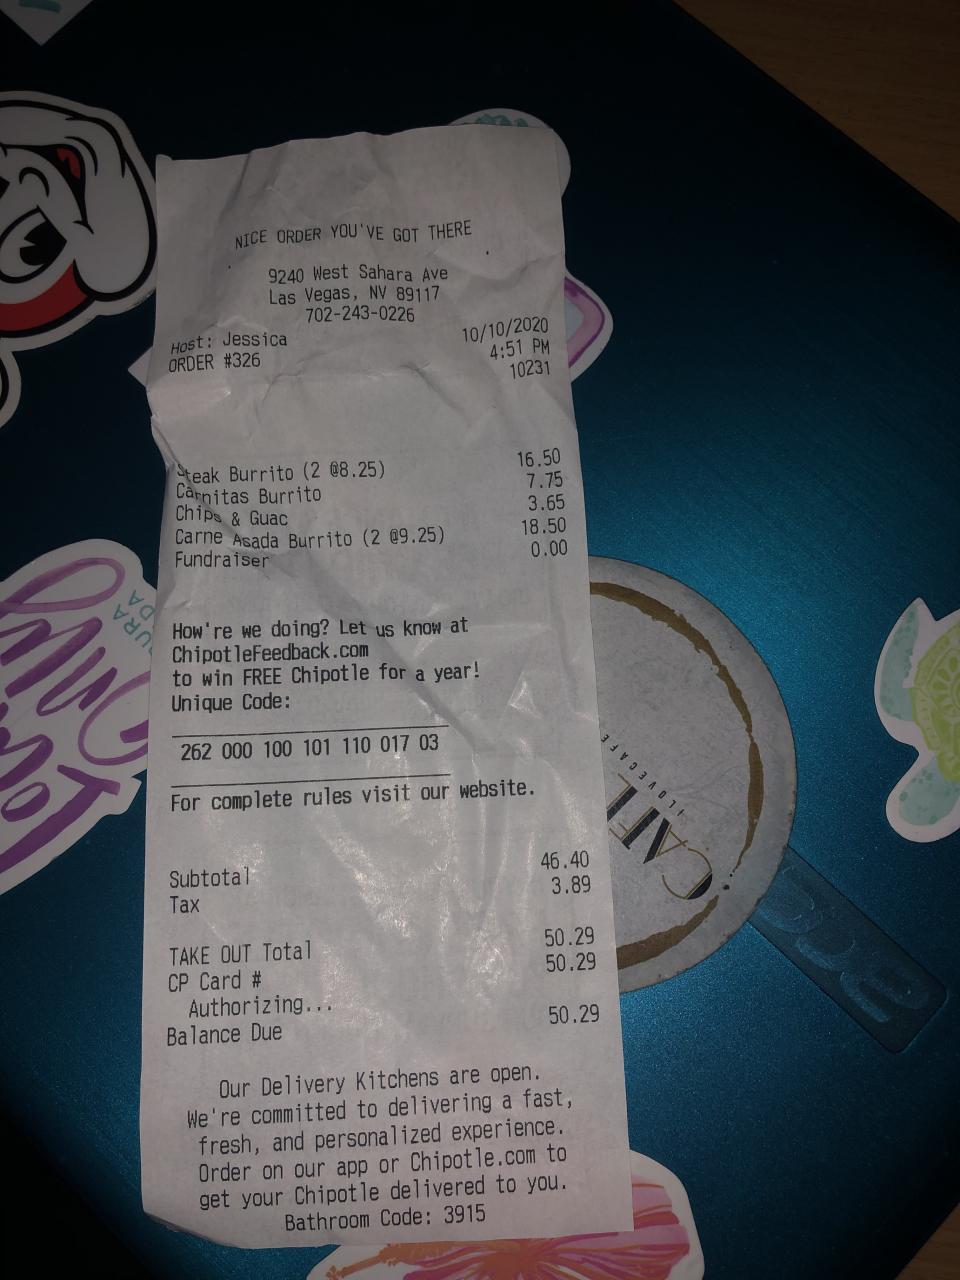 NICE ORDER YOU'VE GOT THERE
9240 West Sahara Ave
Las Vegas, NV 89117
702-243-0226
Host: Jessica 10/10/2020
ORDER #326 4:51 PM
10231
Steak Burrito (2 @8.25) 16.50
Carnitas Burrito 7.75
Chips & Guac 3.65
Carne Asada Burrito (2 @9.25) 18.50
Fundraiser 0.00
How're we doing? Let us know at
ChipotleFeedback.com
to win FREE Chipotle for a year!
Unique Code:
262 000 100 101 110 017 03
For complete rules visit our website.
Subtotal 46.40
Tax 3.89
TAKE OUT Total 50.29
CP Card # 50.29
Authorizing...
Balance Due 50.29
Our Delivery Kitchens are open.
We're committed to delivering a fast,
fresh, and personalized experience.
Order on our app or Chipotle.com to
get your Chipotle delivered to you.
Bathroom Code: 3915
CAFE
I LOVE CAFE